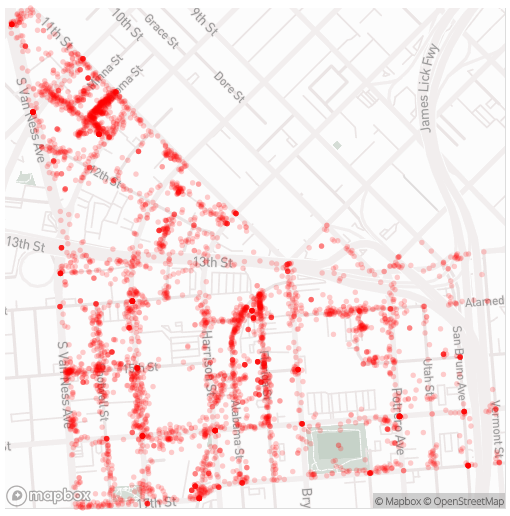 10th St
9th St
11th St
Grace St
Dore St
James Lick Fwy
S Van Ness Ave
13th St
13th St
Alamed
S Van Ness Ave
Harrison St
Alabama St
San Bruno Ave
Utah St
Potrero Ave
Vermont St
Bry
mapbox
© Mapbox © OpenStreetMap